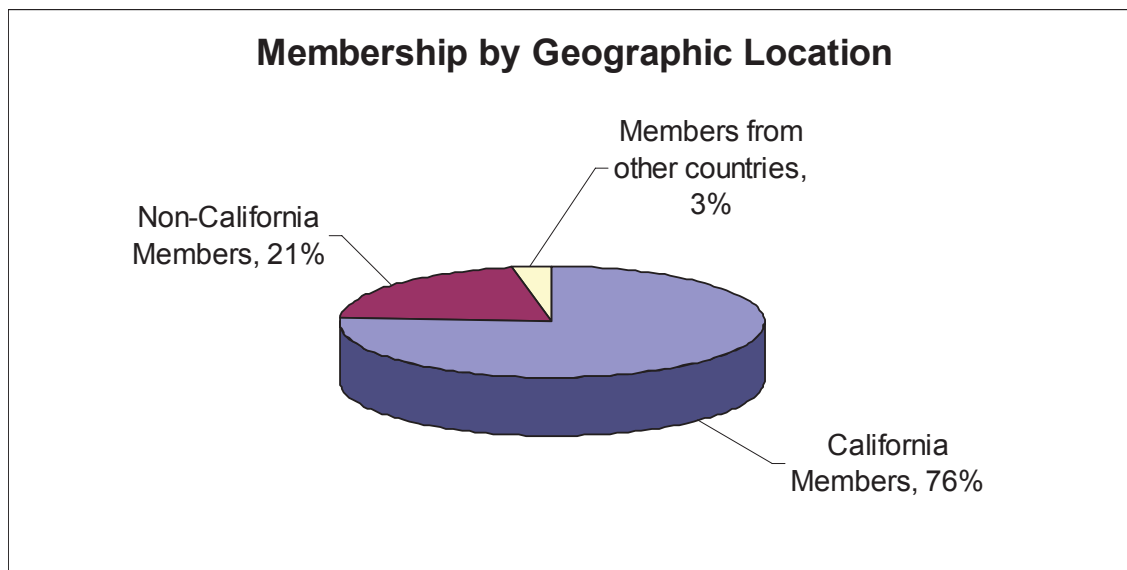 Membership by Geographic Location
Members from
other countries,
3%
Non-California
Members, 21%
California
Members, 76%